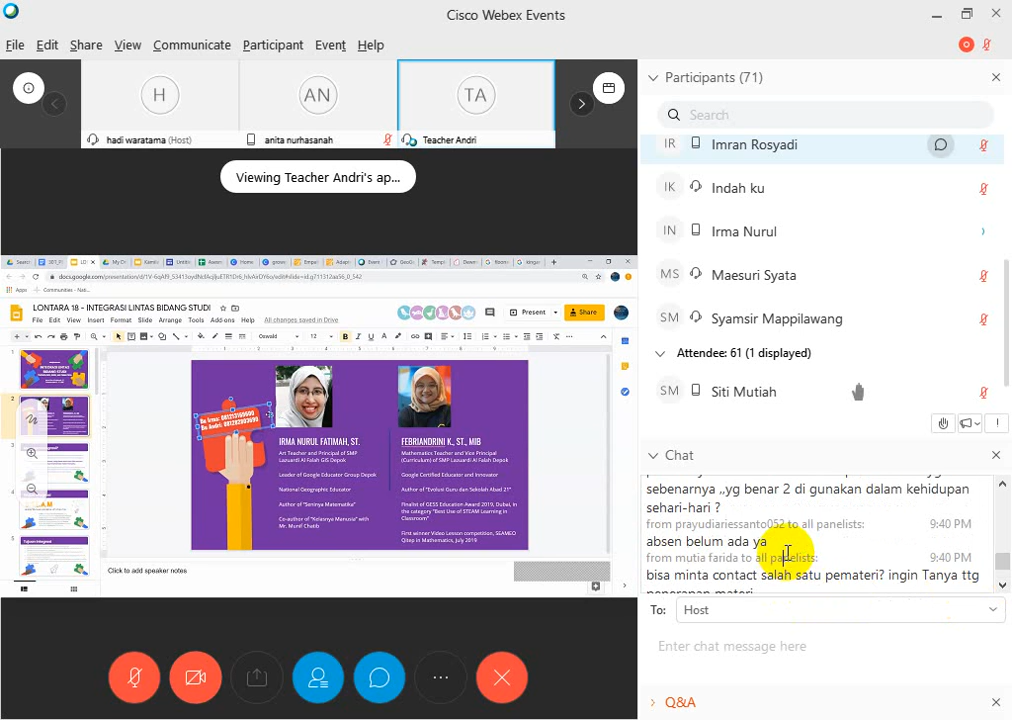 Cisco Webex Events
File Edit Share View Communicate Participant Event Help
H
AN
TA
hadi waratama (Host)
anita nurhasanah
Teacher Andri
Viewing Teacher Andri's ap...
LONTARA 18 - INTEGRASI LINTAS BIDANG STUDI
File Edit View Insert Format Slide Arrange Tools Add-ons Help All changes saved in Drive
Present
Share
Oswald
12
Bu Irma: 081213169600
IRMA NURUL FATIMAH, ST.
Art Teacher and Principal of SMP
Lazuardi Al Falah GIS Depok
Leader of Google Educator Group Depok
National Geographic Educator
Author of "Seninya Matematika"
Co-author of "Kelasnya Manusia" with
Mr. Munif Chatib
FEBRIANDRINI K., ST., MIB
Mathematics Teacher and Vice Principal
(Curriculum) of SMP Lazuardi Al Falah
Depok
Google Certified Educator and Innovator
Author of "Evolusi Guru dan Sekolah Abad 21"
Finalist of GESS Education Award 2019, Dubai, in
the category "Best Use of STEAM Learning in
Classroom"
First winner Video Lesson competition, SEAMEO
Qitep in Mathematics, July 2019
Click to add speaker notes
Participants (71)
Search
IR Imran Rosyadi
IK Indah ku
IN Irma Nurul
MS Maesuri Syata
SM Syamsir Mappilawang
Attendee: 61 (1 displayed)
SM Siti Mutiah
Chat
sebenarnya ,,yg benar 2 di gunakan dalam kehidupan
sehari-hari ?
from prayudiariessanto052 to all panelists: 9:40 PM
absen belum ada ya
from mutia farida to all panelists: 9:40 PM
bisa minta contact salah satu pemateri? ingin Tanya ttg
penerapan materi
To: Host
Enter chat message here
Q&A